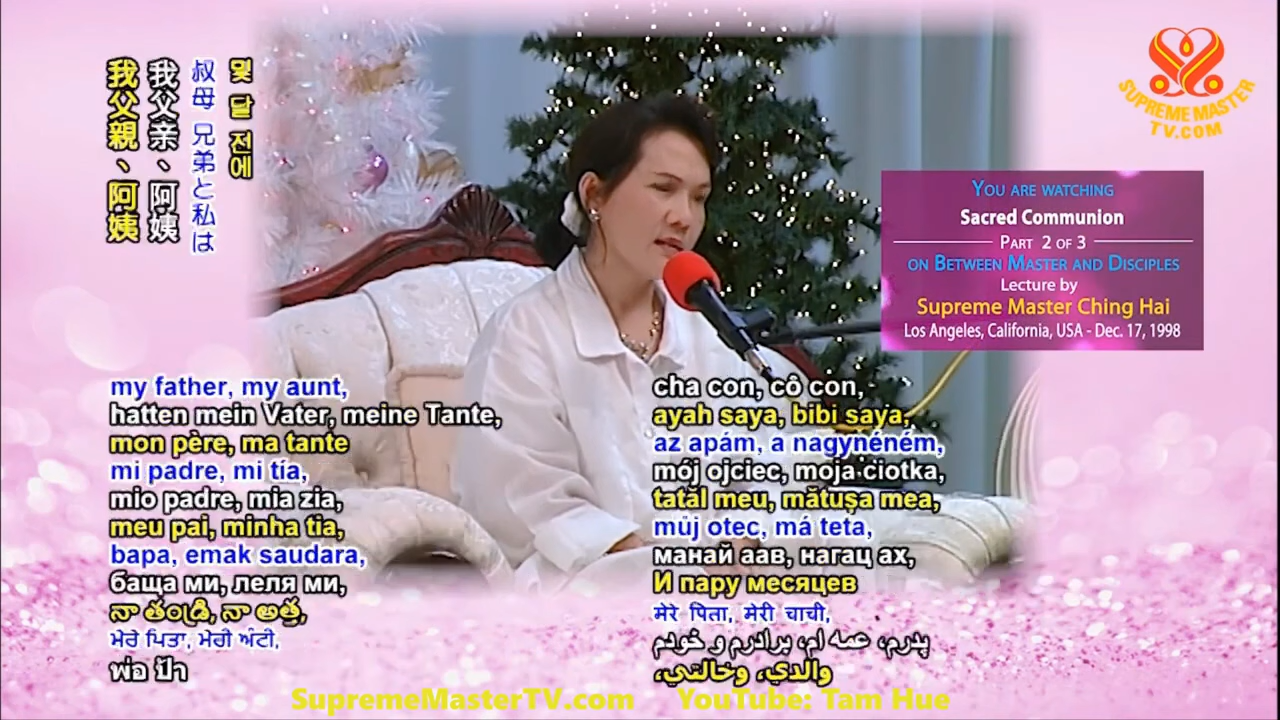 몇 달 전에
叔母 兄弟と私は
我父亲、阿姨
我父親、阿姨
SUPREME MASTER
TV.COM
You are watching
Sacred Communion
Part 2 of 3
on Between Master and Disciples
Lecture by
Supreme Master Ching Hai
Los Angeles, California, USA - Dec. 17, 1998
my father, my aunt,
hatten mein Vater, meine Tante,
mon père, ma tante
mi padre, mi tía,
mio padre, mia zia,
meu pai, minha tia,
bapa, emak saudara,
баща ми, леля ми,
నా తండ్రి, నా అత్త,
ਮੇਰੇ ਪਿਤਾ, ਮੇਰੀ ਅੰਟੀ,
พ่อ ป้า
cha con, cô con,
ayah saya, bibi saya,
az apám, a nagynéném,
mój ojciec, moja ciotka,
tatăl meu, mătușa mea,
můj otec, má teta,
манай аав, нагац ах,
И пару месяцев
मेरे पिता, मेरी चाची,
پدرم، عمه ام، برادرم و خودم
والدي، وخالتي،
SupremeMasterTV.com YouTube: Tam Hue